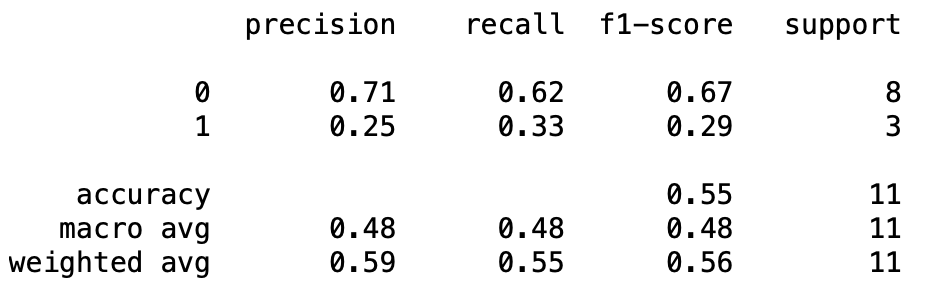 precision recall f1-score support
0 0.71 0.62 0.67 8
1 0.25 0.33 0.29 3
accuracy 0.55 11
macro avg 0.48 0.48 0.48 11
weighted avg 0.59 0.55 0.56 11